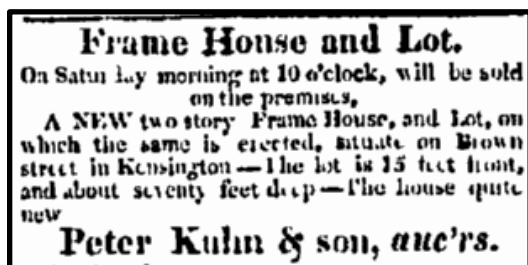 Frame House and Lot.
On Saturday morning at 10 o'clock, will be sold
on the premises,
A NEW two story Frame House, and Lot, on
which the same is erected, situate on Brown
street in Kensington—The lot is 15 feet front,
and about seventy feet deep—The house quite
new
Peter Kuhn & son, auc'rs.